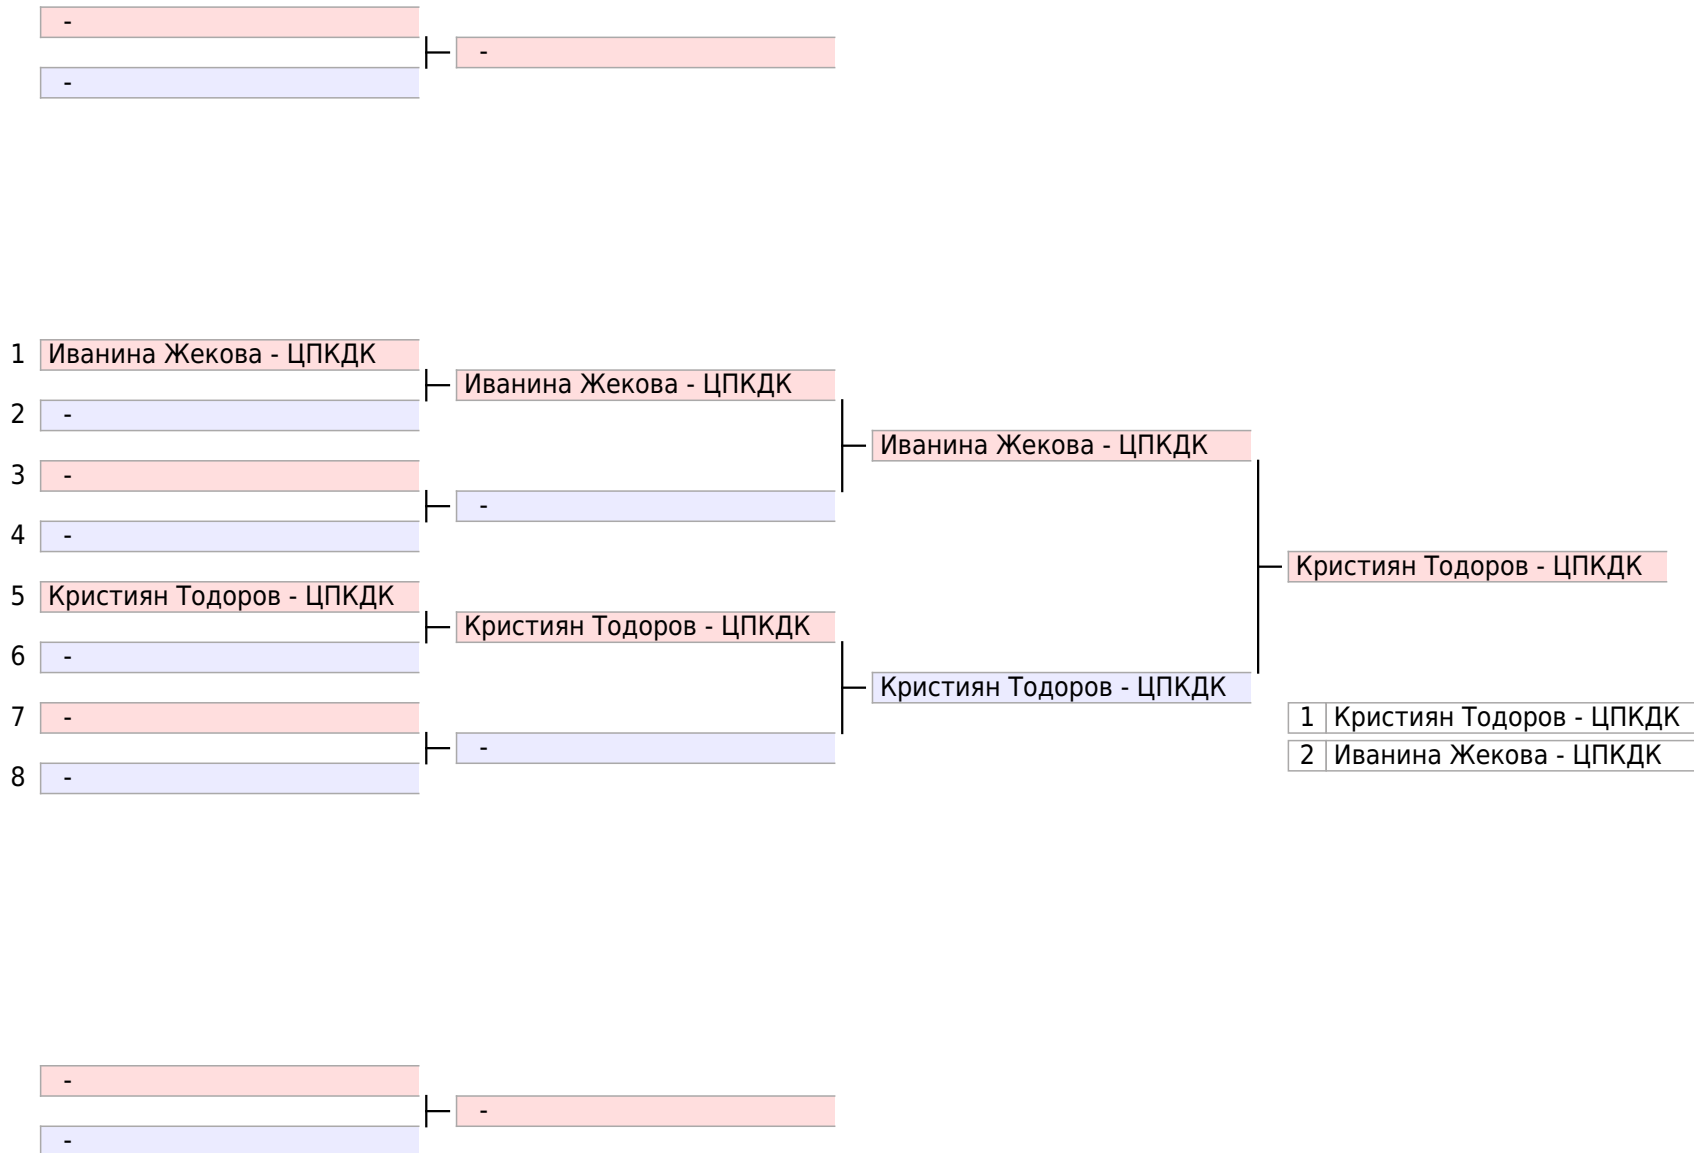 -
-
-
1 Иванина Жекова - ЦПКДК
Иванина Жекова - ЦПКДК
2 -
Иванина Жекова - ЦПКДК
3 -
-
4 -
Кристиян Тодоров - ЦПКДК
5 Кристиян Тодоров - ЦПКДК
Кристиян Тодоров - ЦПКДК
6 -
Кристиян Тодоров - ЦПКДК
7 -
1 Кристиян Тодоров - ЦПКДК
-
2 Иванина Жекова - ЦПКДК
8 -
-
-
-